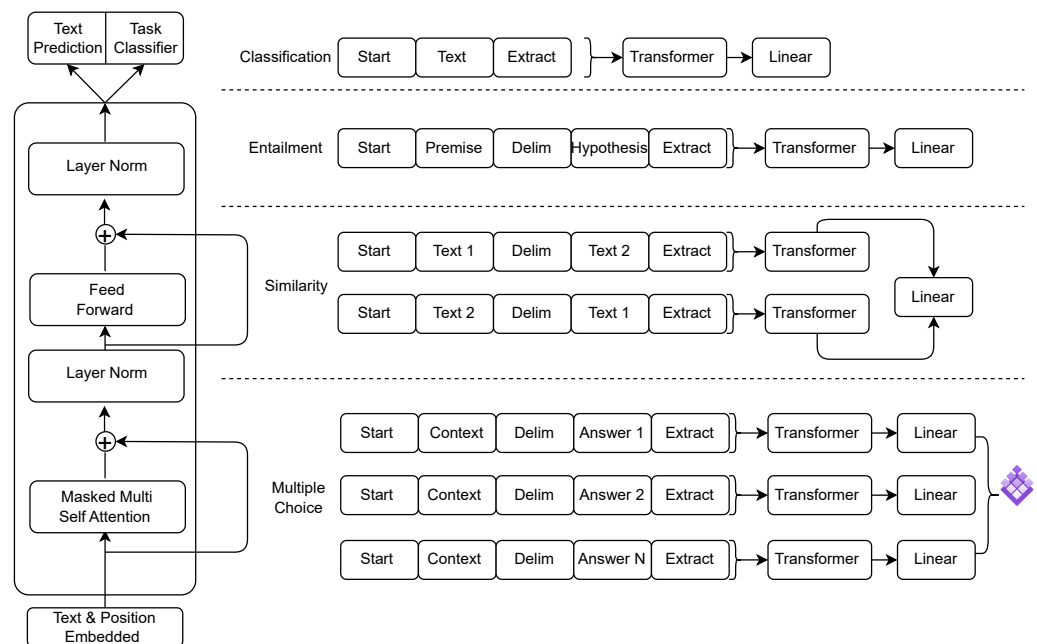 Text
Prediction
Task
Classifier
Layer Norm
Feed
Forward
Layer Norm
Masked Multi
Self Attention
Text & Position
Embedded
Classification
Start
Text
Extract
Transformer
Linear
Entailment
Start
Premise
Delim
Hypothesis
Extract
Transformer
Linear
Similarity
Start
Text 1
Delim
Text 2
Extract
Transformer
Start
Text 2
Delim
Text 1
Extract
Transformer
Linear
Multiple
Choice
Start
Context
Delim
Answer 1
Extract
Transformer
Linear
Start
Context
Delim
Answer 2
Extract
Transformer
Linear
Start
Context
Delim
Answer N
Extract
Transformer
Linear